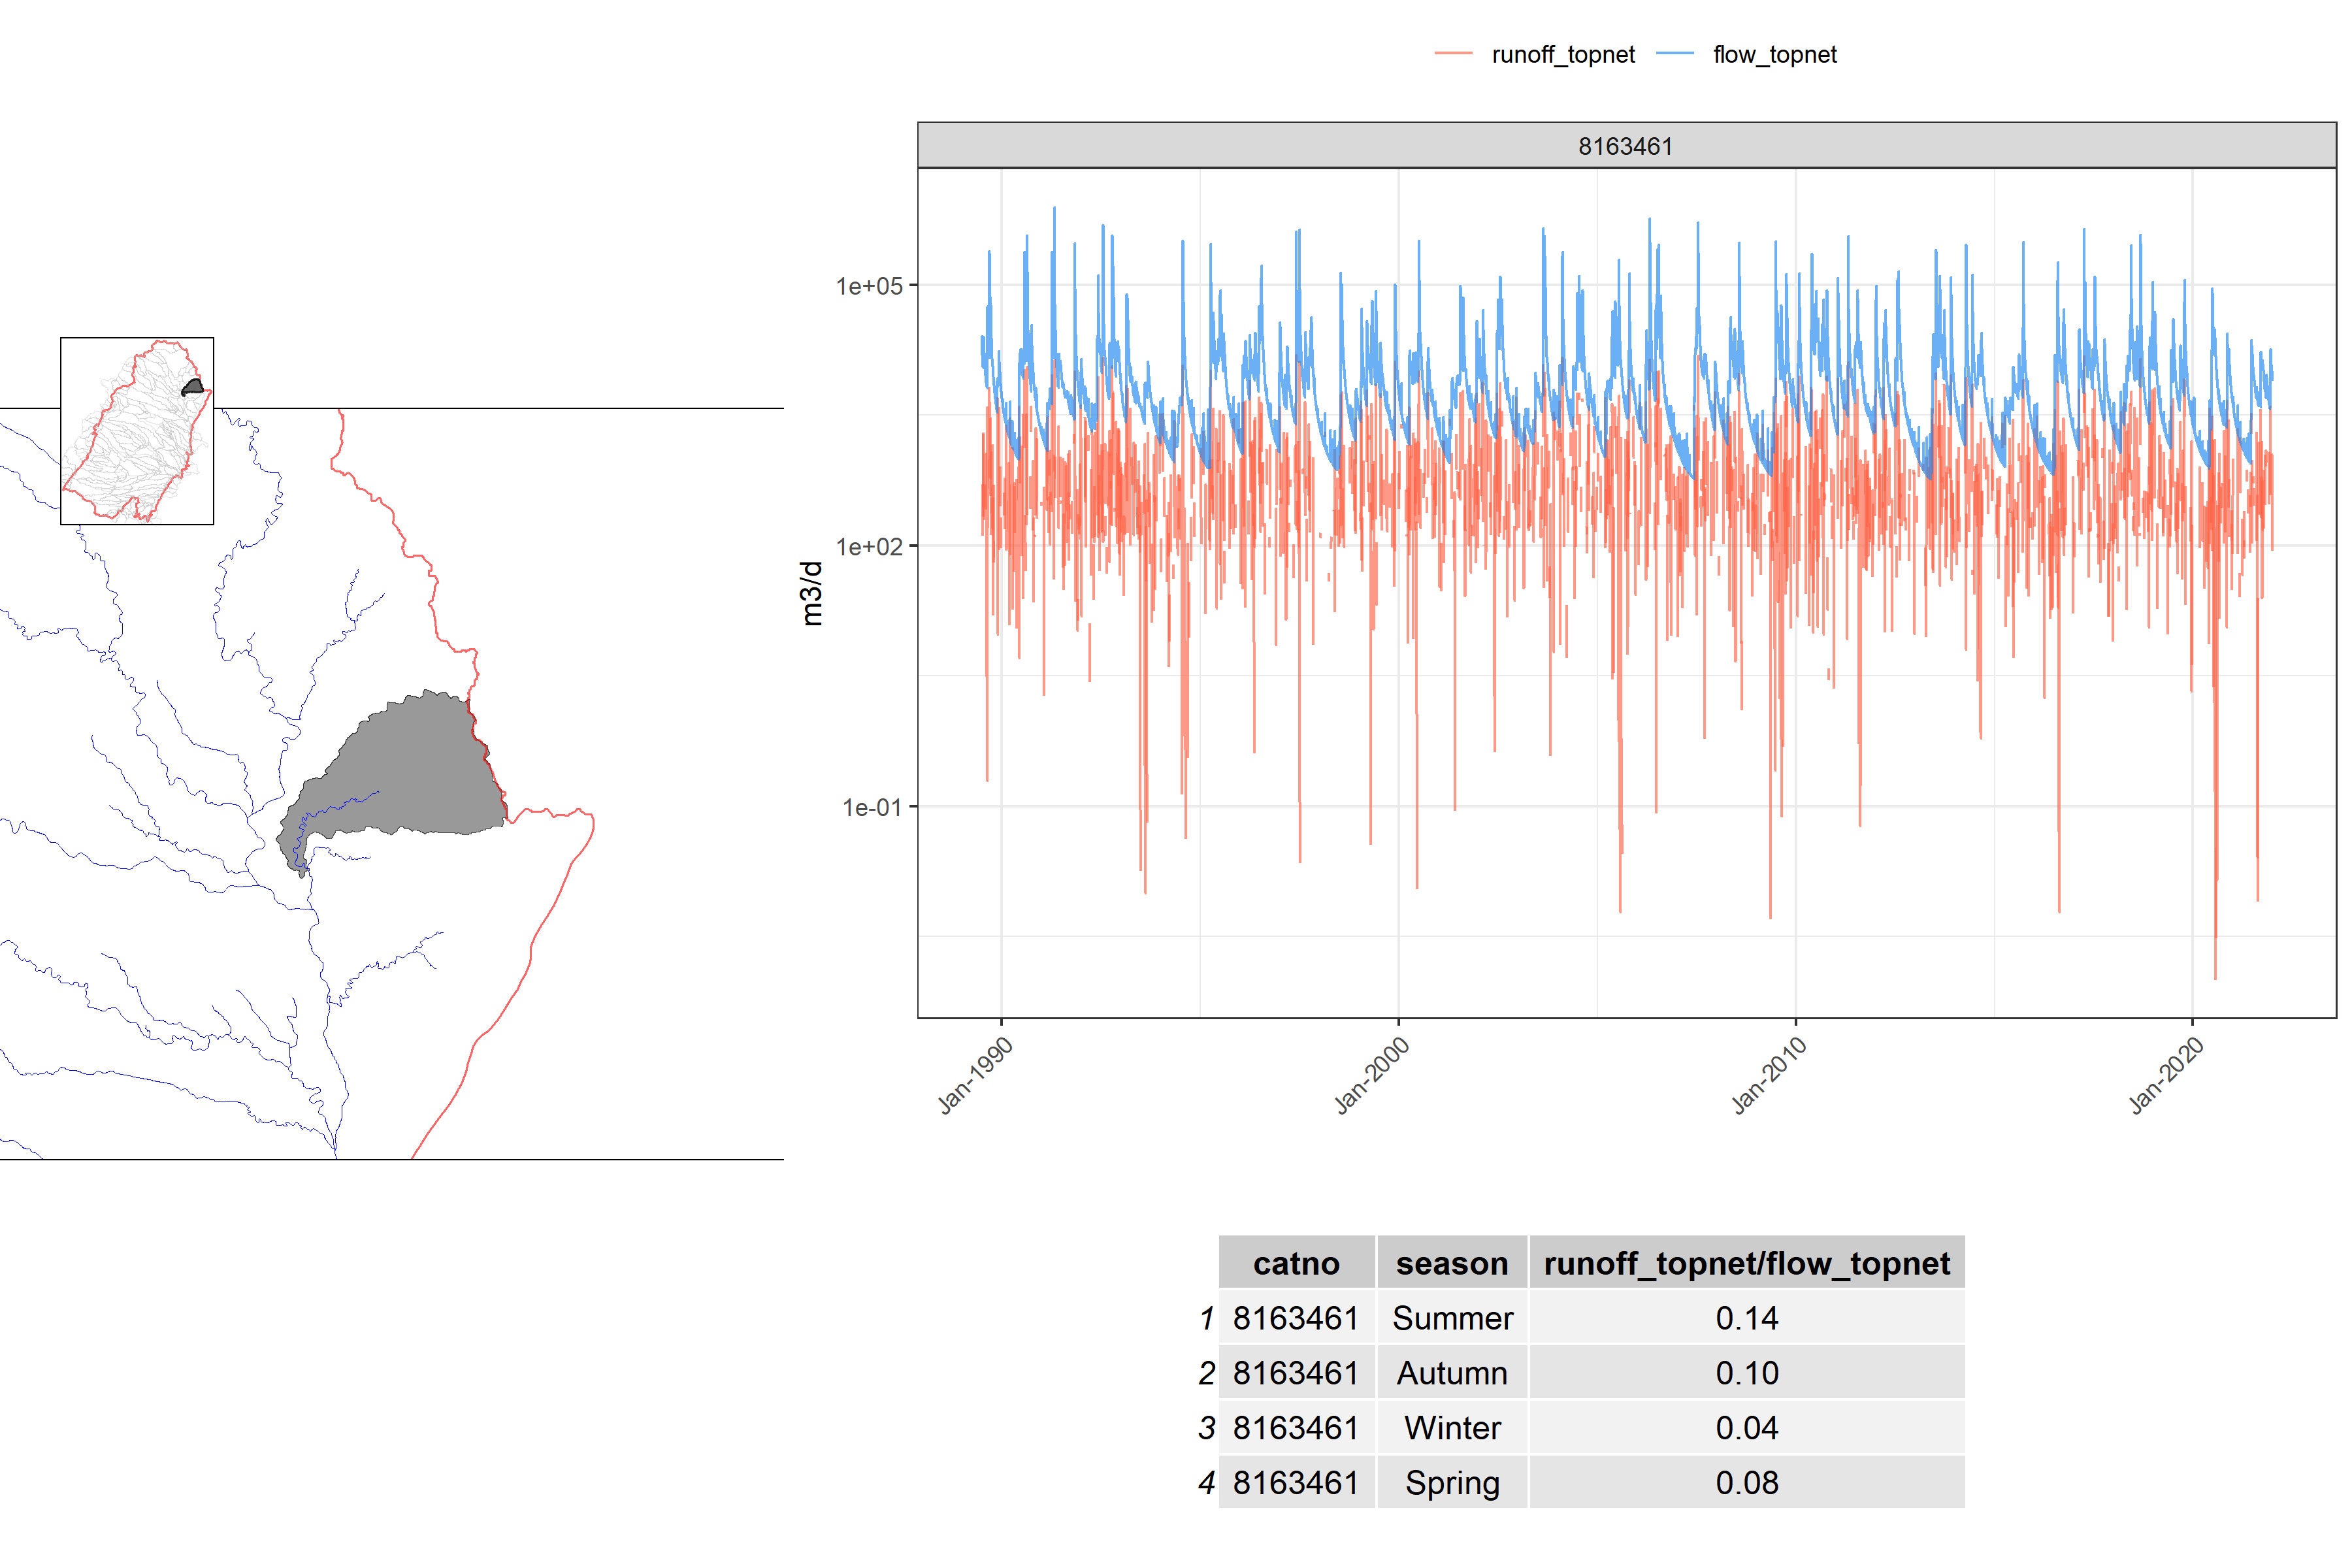 runoff_topnet flow_topnet
8163461
1e+05
1e+02
1e-01
m3/d
Jan-1990 Jan-2000 Jan-2010 Jan-2020
catno season runoff_topnet/flow_topnet
1 8163461 Summer 0.14
2 8163461 Autumn 0.10
3 8163461 Winter 0.04
4 8163461 Spring 0.08